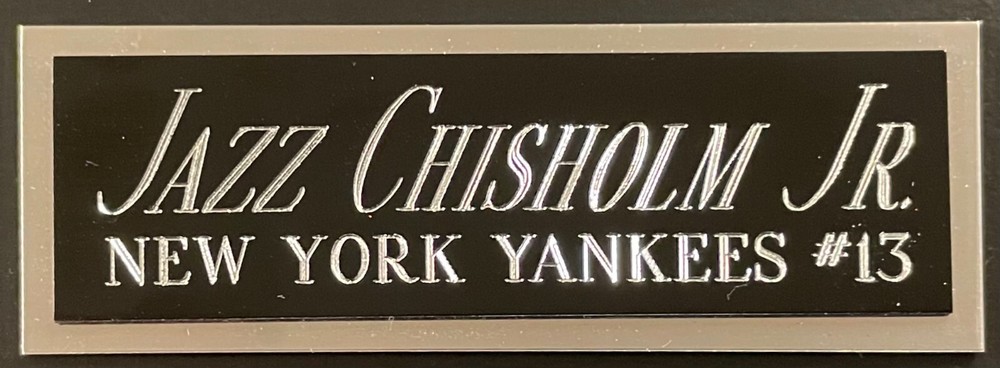 Jazz Chisholm Jr.
NEW YORK YANKEES #13